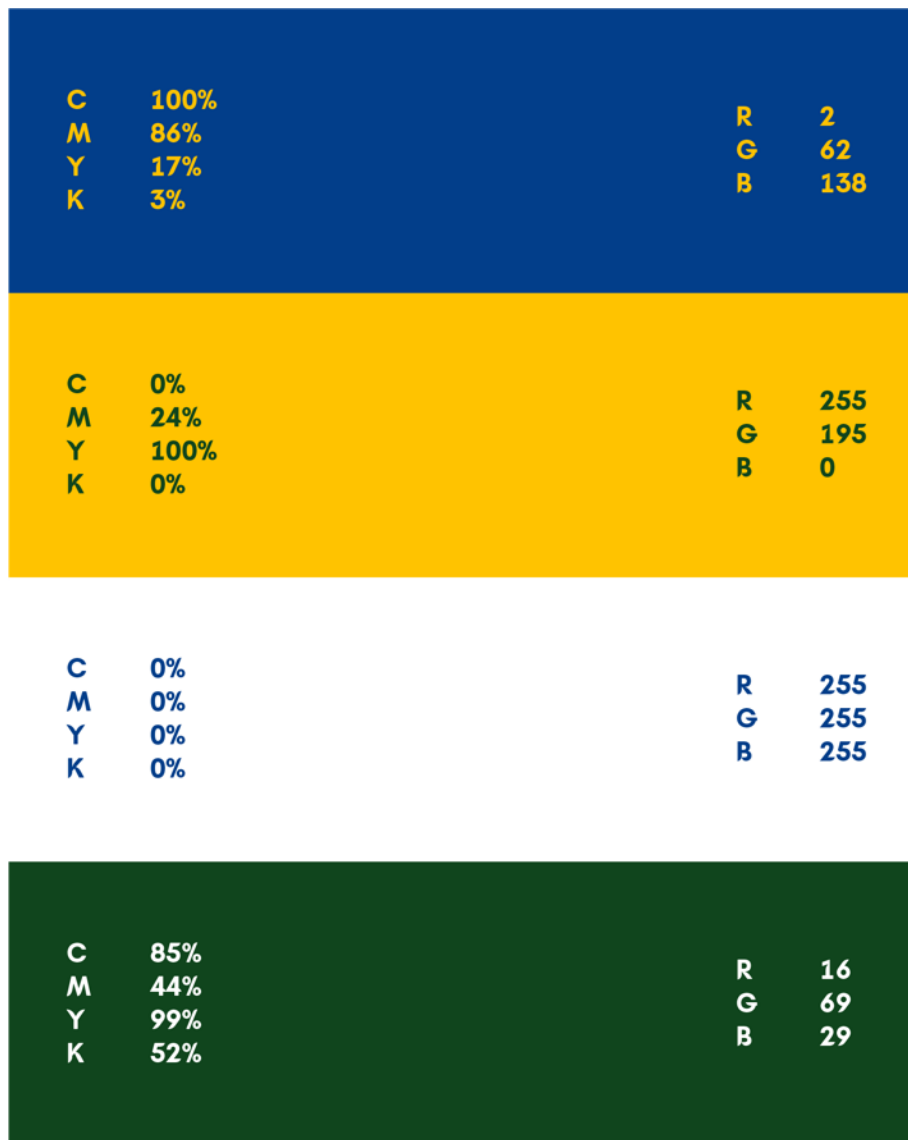 C 100%
M 86%
Y 17%
K 3%
R 2
G 62
B 138
C 0%
M 24%
Y 100%
K 0%
R 255
G 195
B 0
C 0%
M 0%
Y 0%
K 0%
R 255
G 255
B 255
C 85%
M 44%
Y 99%
K 52%
R 16
G 69
B 29